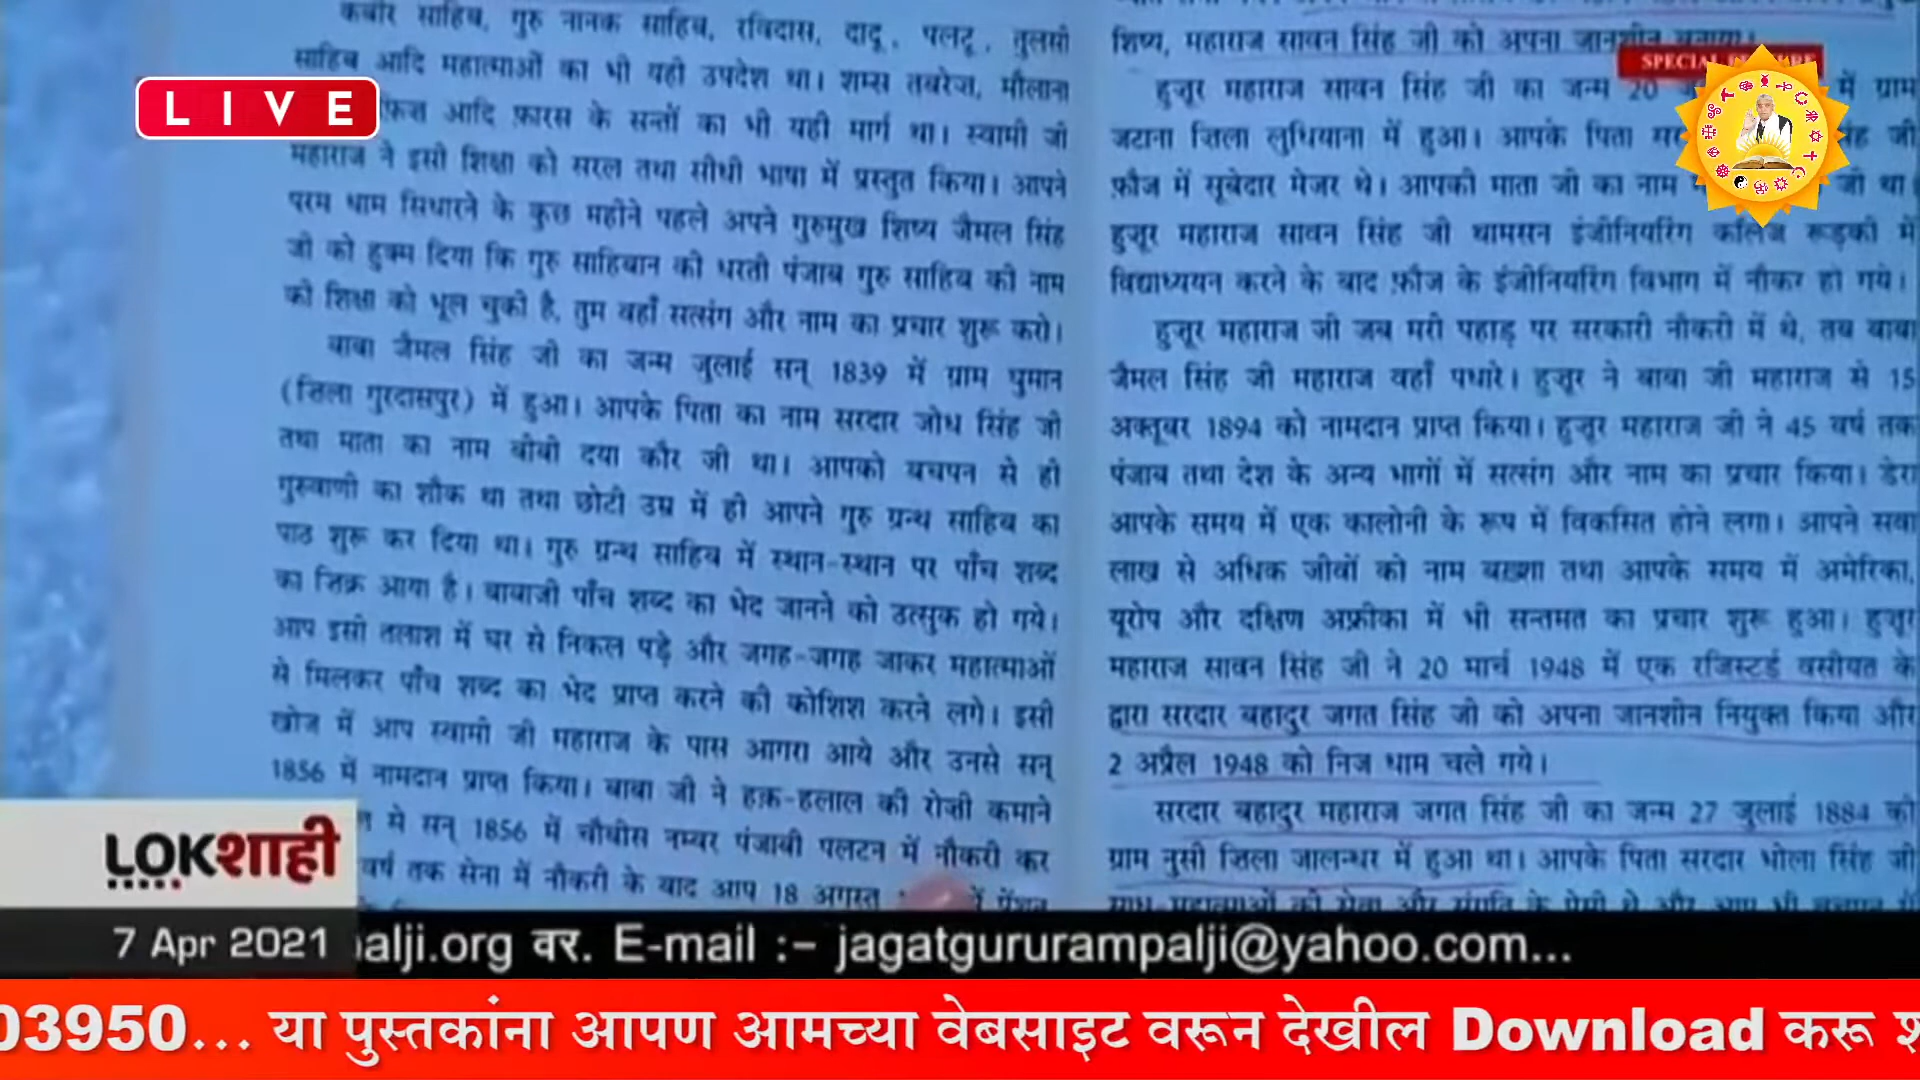 कबीर साहिब, गुरु नानक साहिब, रविदास, दादू, पलटू, तुलसी
साहिब आदि महात्माओं का भी यही उपदेश था। शम्स तबरेज़, मौलाना
आदि फ़ारस के सन्तों का भी यही मार्ग था। स्वामी जी
महाराज ने इसी शिक्षा को सरल तथा सीधी भाषा में प्रस्तुत किया। आपने
परम धाम सिधारने के कुछ महीने पहले अपने गुरुमुख शिष्य जैमल सिंह
जी को हुक्म दिया कि गुरु साहिबान की धरती पंजाब गुरु साहिब की नाम
की शिक्षा को भूल चुकी है, तुम वहाँ सत्संग और नाम का प्रचार शुरू करो।
बाबा जैमल सिंह जी का जन्म जुलाई सन् 1839 में ग्राम घुमान
(ज़िला गुरदासपुर) में हुआ। आपके पिता का नाम सरदार जोध सिंह जी
तथा माता का नाम बीबी दया कौर जी था। आपको बचपन से ही
गुरुवाणी का शौक था तथा छोटी उम्र में ही आपने गुरु ग्रन्थ साहिब का
पाठ शुरू कर दिया था। गुरु ग्रन्थ साहिब में स्थान-स्थान पर पाँच शब्द
का ज़िक्र आया है। बाबाजी पाँच शब्द का भेद जानने को उत्सुक हो गये।
आप इसी तलाश में घर से निकल पड़े और जगह-जगह जाकर महात्माओं
से मिलकर पाँच शब्द का भेद प्राप्त करने की कोशिश करने लगे। इसी
खोज में आप स्वामी जी महाराज के पास आगरा आये और उनसे सन्
1856 में नामदान प्राप्त किया। बाबा जी ने हक़-हलाल की रोज़ी कमाने
में सन् 1856 में चौबीस नम्बर पंजाबी पलटन में नौकरी कर
वर्ष तक सेना में नौकरी के बाद आप 18 अगस्त
शिष्य, महाराज सावन सिंह जी को अपना जानशीन बनाया।
हुज़ूर महाराज सावन सिंह जी का जन्म 20 में ग्राम
जटाना ज़िला लुधियाना में हुआ। आपके पिता
फ़ौज में सूबेदार मेजर थे। आपकी माता जी का नाम जी था।
हुज़ूर महाराज सावन सिंह जी थामसन इंजीनियरिंग कालिज रूड़की में
विद्याध्ययन करने के बाद फ़ौज के इंजीनियरिंग विभाग में नौकर हो गये।
हुज़ूर महाराज जी जब मरी पहाड़ पर सरकारी नौकरी में थे, तब बाबा
जैमल सिंह जी महाराज वहाँ पधारे। हुज़ूर ने बाबा जी महाराज से 15
अक्तूबर 1894 को नामदान प्राप्त किया। हुज़ूर महाराज जी ने 45 वर्ष तक
पंजाब तथा देश के अन्य भागों में सत्संग और नाम का प्रचार किया। डेरा
आपके समय में एक कालोनी के रूप में विकसित होने लगा। आपने सवा
लाख से अधिक जीवों को नाम बख़्शा तथा आपके समय में अमेरिका,
यूरोप और दक्षिण अफ्रीका में भी सन्तमत का प्रचार शुरू हुआ। हुज़ूर
महाराज सावन सिंह जी ने 20 मार्च 1948 में एक रजिस्टर्ड वसीयत के
द्वारा सरदार बहादुर जगत सिंह जी को अपना जानशीन नियुक्त किया और
2 अप्रैल 1948 को निज धाम चले गये।
सरदार बहादुर महाराज जगत सिंह जी का जन्म 27 जुलाई 1884 को
ग्राम नुसी ज़िला जालन्धर में हुआ था। आपके पिता सरदार भोला सिंह जी
LIVE
SPECIAL
LOKशाही
7 Apr 2021
alji.org वर. E-mail :- jagatgururampalji@yahoo.com...
03950... या पुस्तकांना आपण आमच्या वेबसाइट वरून देखील Download करू